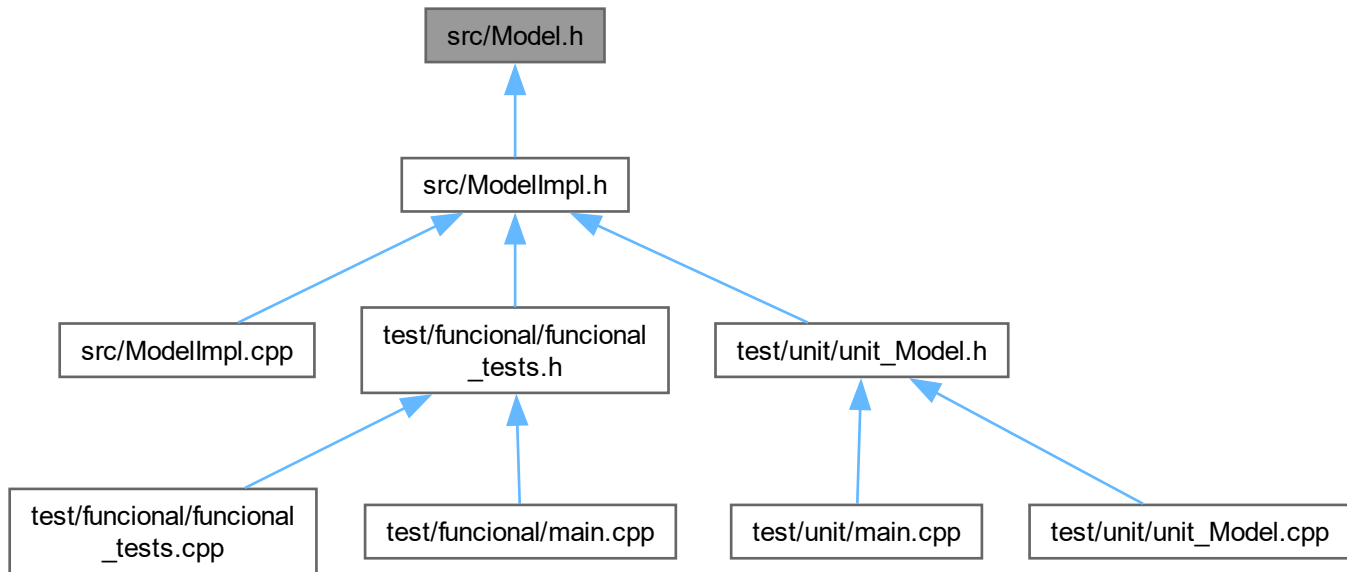 src/Model.h
src/ModelImpl.h
src/ModelImpl.cpp
test/funcional/funcional
_tests.h
test/unit/unit_Model.h
test/funcional/funcional
_tests.cpp
test/funcional/main.cpp
test/unit/main.cpp
test/unit/unit_Model.cpp